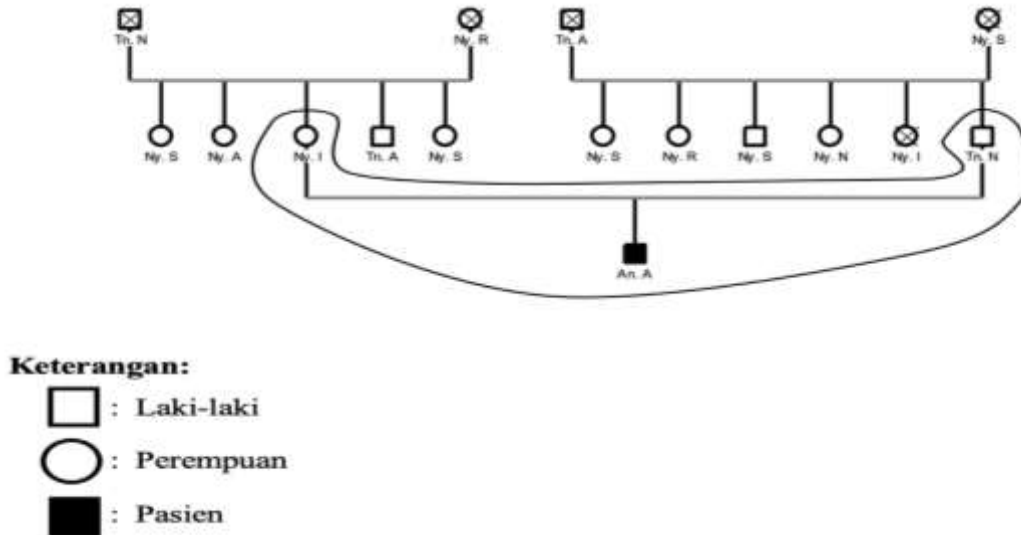 Tn. N Ny. R Tn. A Ny. S
Ny. S Ny. A Ny. I Tn. A Ny. S Ny. S Ny. R Ny. S Ny. N Ny. I Tn. N
An. A
Keterangan:
: Laki-laki
: Perempuan
: Pasien